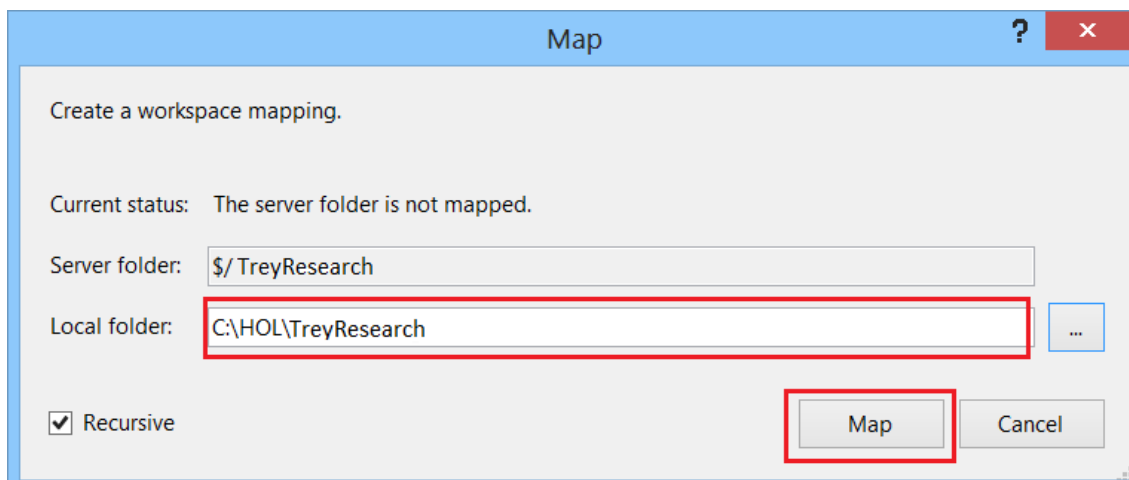 Map
?
Create a workspace mapping.
Current status: The server folder is not mapped.
Server folder: $/ TreyResearch
Local folder: C:\HOL\TreyResearch
...
Recursive
Map Cancel